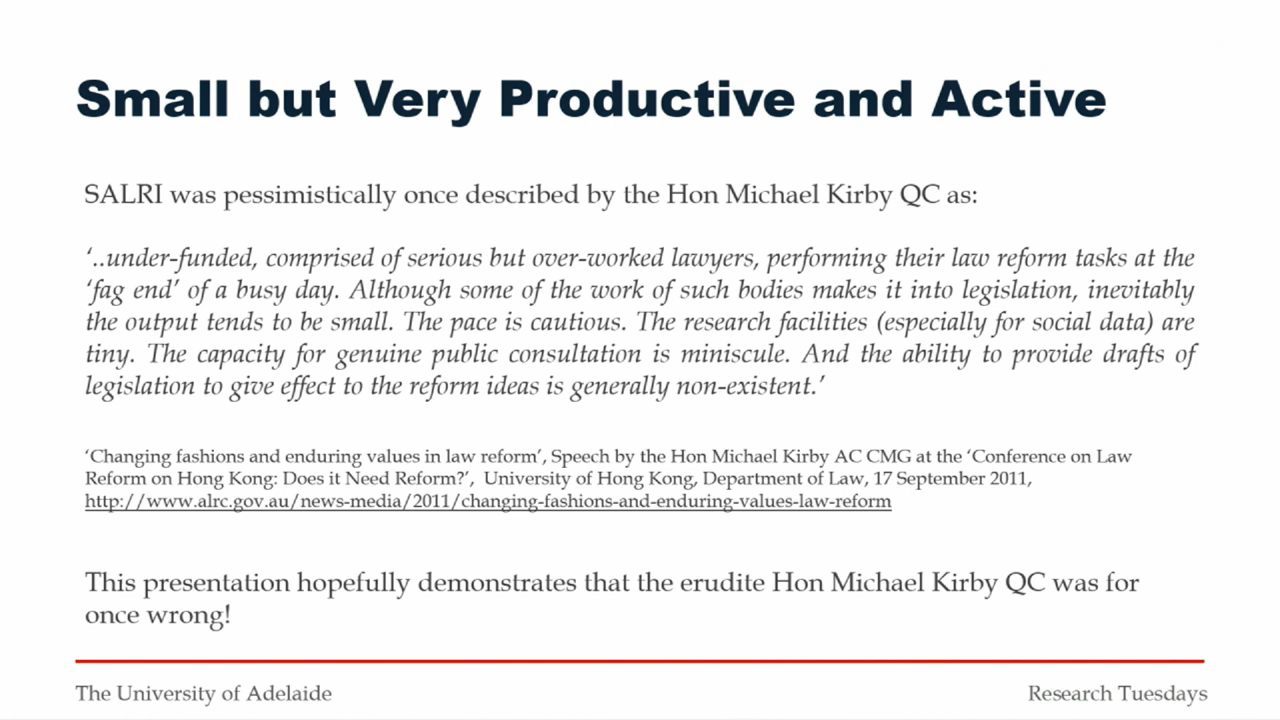 Small but Very Productive and Active
SALRI was pessimistically once described by the Hon Michael Kirby QC as:
‘..under-funded, comprised of serious but over-worked lawyers, performing their law reform tasks at the
‘fag end’ of a busy day. Although some of the work of such bodies makes it into legislation, inevitably
the output tends to be small. The pace is cautious. The research facilities (especially for social data) are
tiny. The capacity for genuine public consultation is miniscule. And the ability to provide drafts of
legislation to give effect to the reform ideas is generally non-existent.’
‘Changing fashions and enduring values in law reform’, Speech by the Hon Michael Kirby AC CMG at the ‘Conference on Law
Reform on Hong Kong: Does it Need Reform?’, University of Hong Kong, Department of Law, 17 September 2011,
http://www.alrc.gov.au/news-media/2011/changing-fashions-and-enduring-values-law-reform
This presentation hopefully demonstrates that the erudite Hon Michael Kirby QC was for
once wrong!
The University of Adelaide
Research Tuesdays